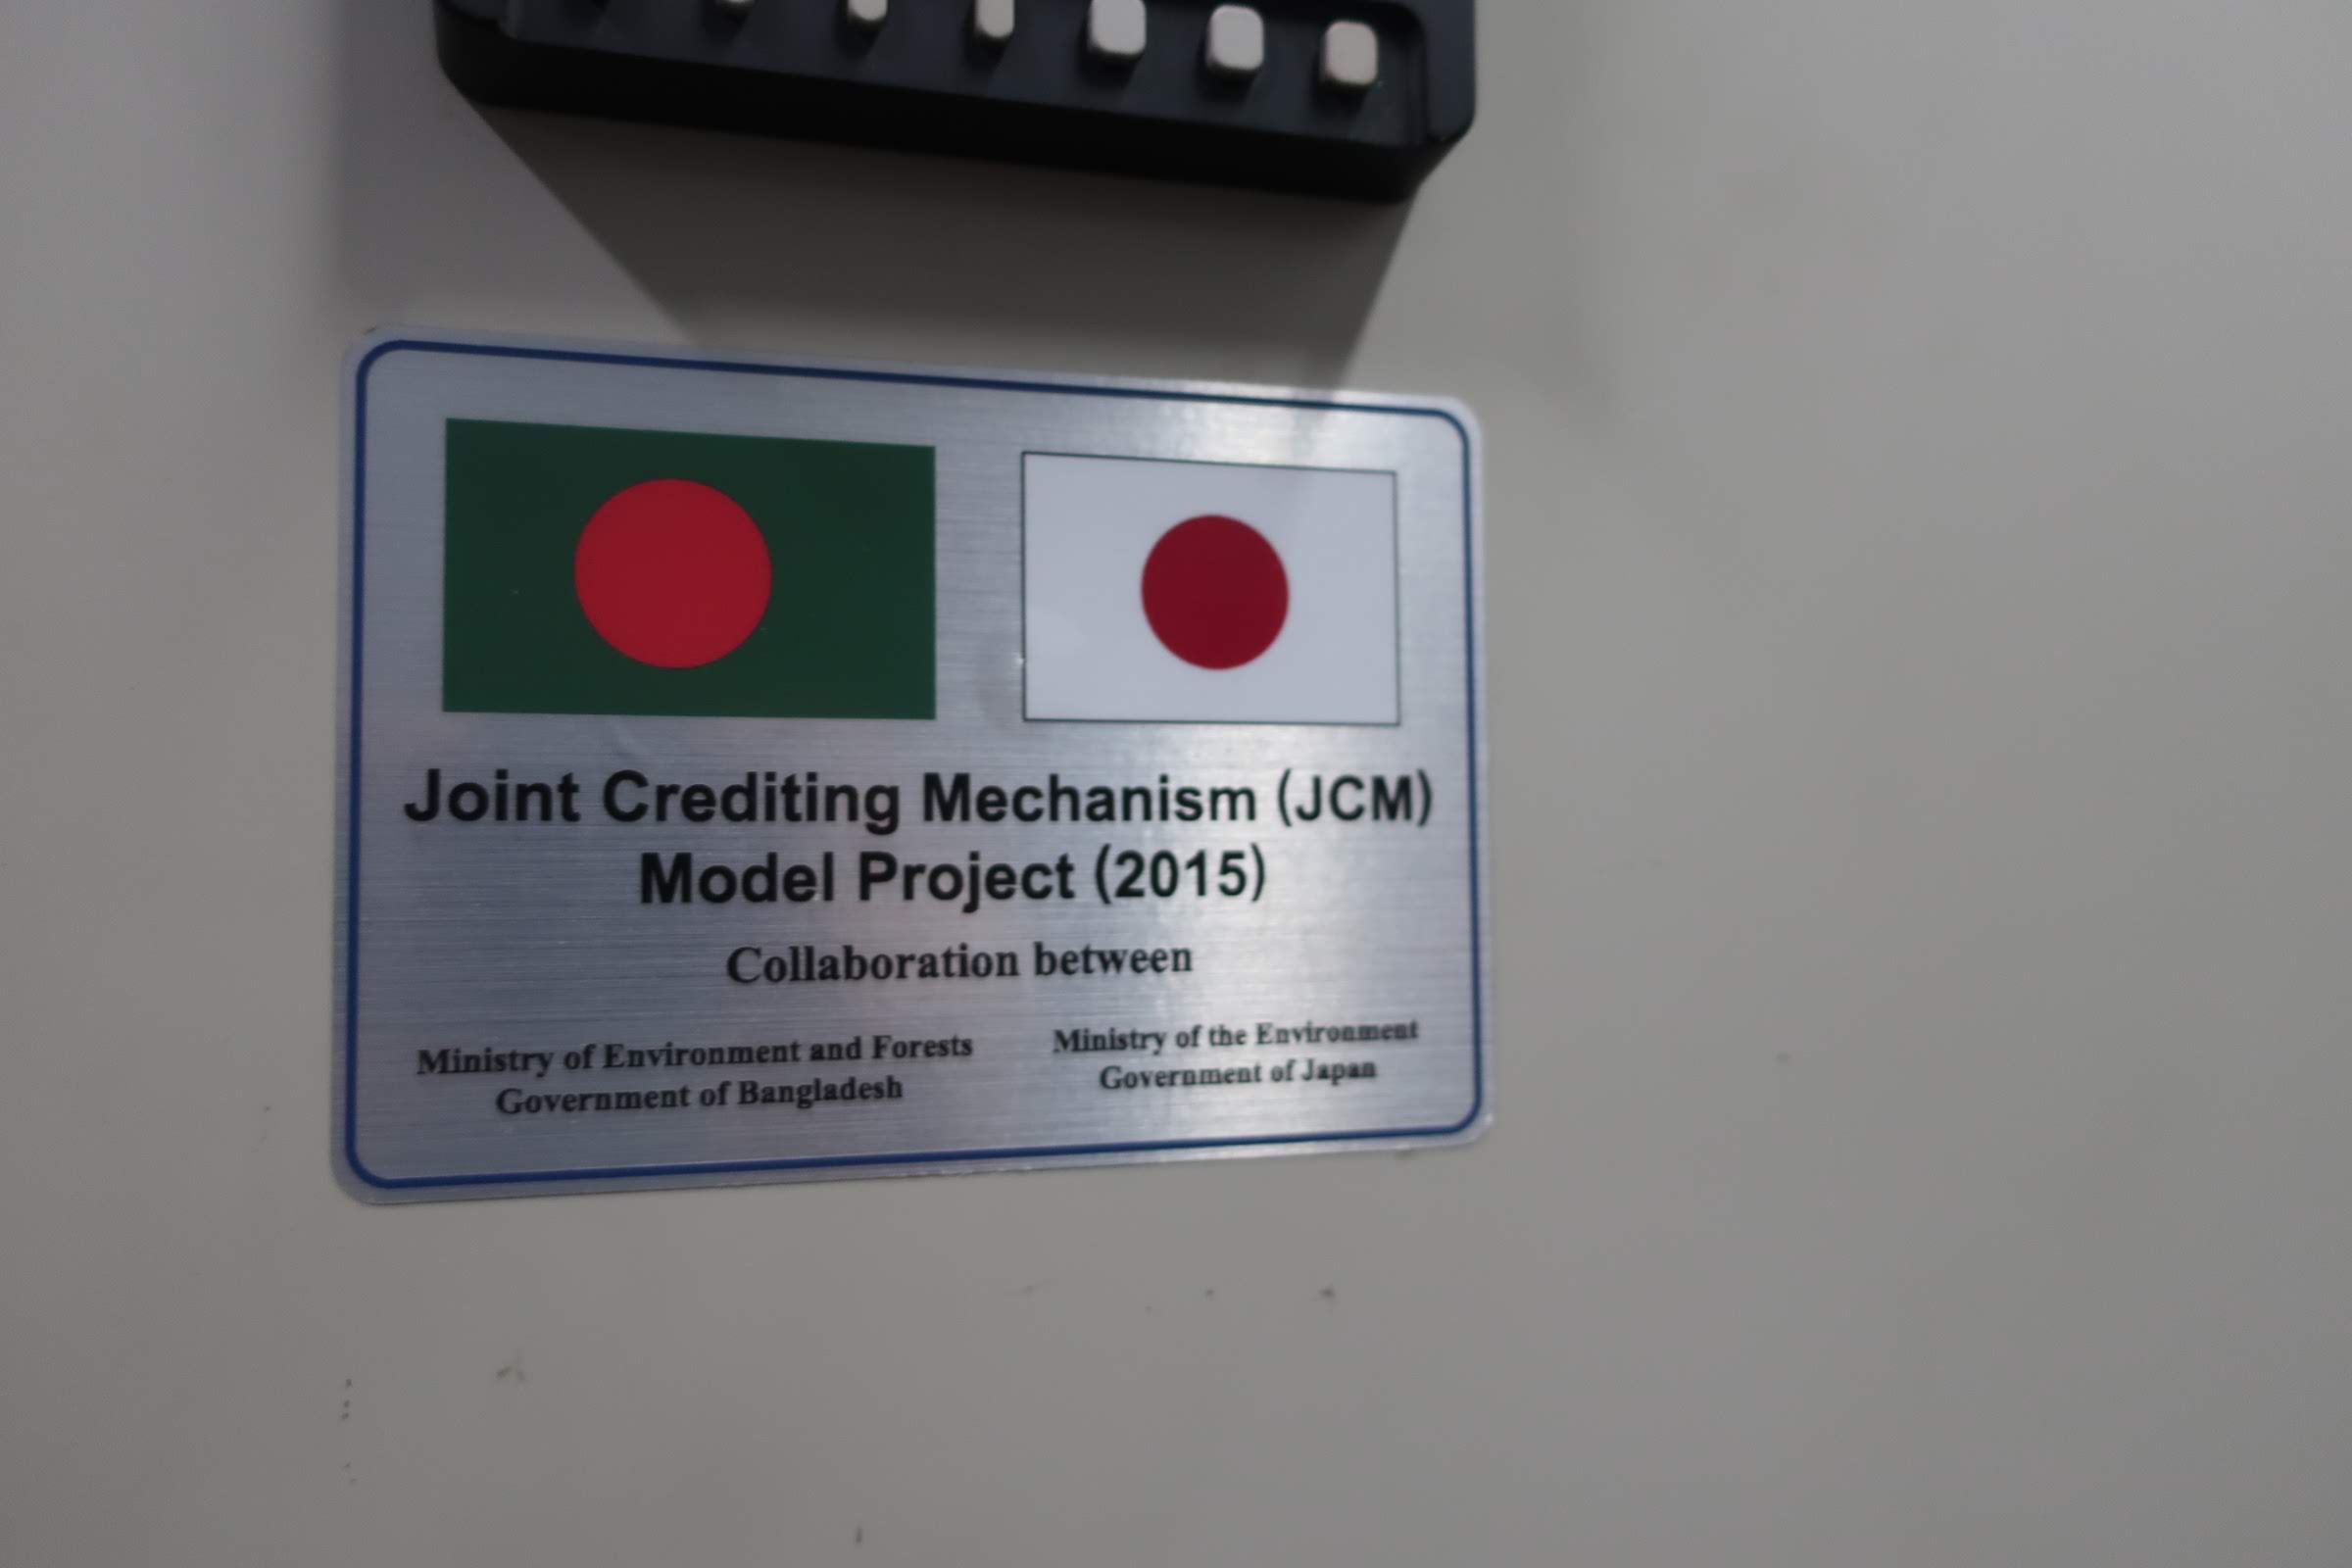 Joint Crediting Mechanism (JCM)
Model Project (2015)
Collaboration between
Ministry of Environment and Forests
Government of Bangladesh
Ministry of the Environment
Government of Japan